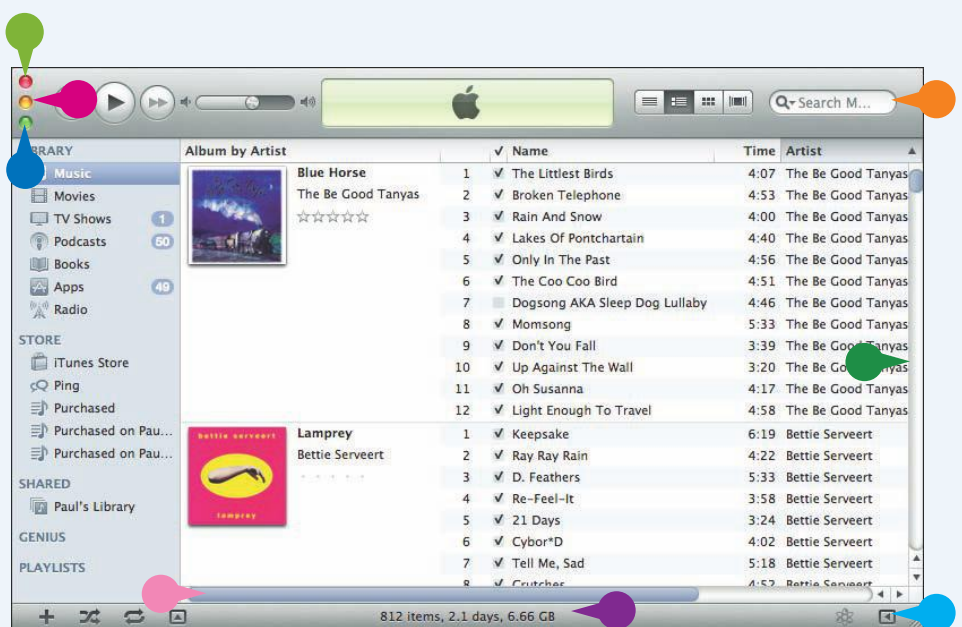 Search M...
LIBRARY
Music
Movies
TV Shows 1
Podcasts 50
Books
Apps 49
Radio
STORE
iTunes Store
Ping
Purchased
Purchased on Pau...
Purchased on Pau...
SHARED
Paul's Library
GENIUS
PLAYLISTS
Album by Artist ✓ Name Time Artist
Blue Horse
The Be Good Tanyas
1 ✓ The Littlest Birds 4:07 The Be Good Tanyas
2 ✓ Broken Telephone 4:53 The Be Good Tanyas
3 ✓ Rain And Snow 4:00 The Be Good Tanyas
4 ✓ Lakes Of Pontchartain 4:40 The Be Good Tanyas
5 ✓ Only In The Past 4:56 The Be Good Tanyas
6 ✓ The Coo Coo Bird 4:51 The Be Good Tanyas
7 Dogsong AKA Sleep Dog Lullaby 4:46 The Be Good Tanyas
8 ✓ Momsong 5:33 The Be Good Tanyas
9 ✓ Don't You Fall 3:39 The Be Good Tanyas
10 ✓ Up Against The Wall 3:20 The Be Good Tanyas
11 ✓ Oh Susanna 4:17 The Be Good Tanyas
12 ✓ Light Enough To Travel 4:58 The Be Good Tanyas
bettie serveert
lamprey
Lamprey
Bettie Serveert
1 ✓ Keepsake 6:19 Bettie Serveert
2 ✓ Ray Ray Rain 4:22 Bettie Serveert
3 ✓ D. Feathers 5:33 Bettie Serveert
4 ✓ Re-Feel-It 3:58 Bettie Serveert
5 ✓ 21 Days 3:24 Bettie Serveert
6 ✓ Cybor*D 4:02 Bettie Serveert
7 ✓ Tell Me, Sad 5:18 Bettie Serveert
8 ✓ Crutches 4:52 Bettie Serveert
812 items, 2.1 days, 6.66 GB